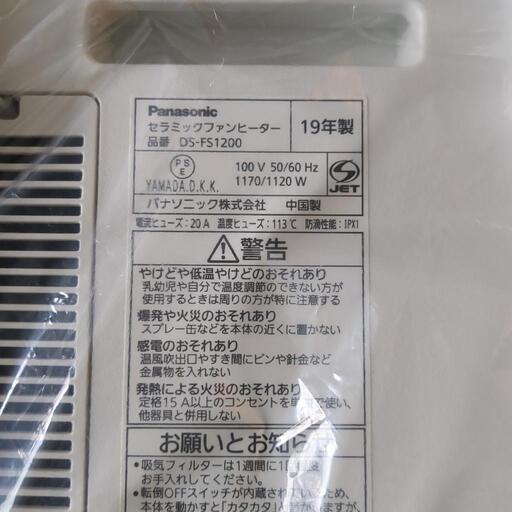 Panasonic
セラミックファンヒーター
品番 DS-FS1200
19年製
PS
E
YAMADA.D.K.K.
100 V 50/60 Hz
1170/1120 W
S
JET
パナソニック株式会社 中国製
電流ヒューズ:20A 温度ヒューズ:113℃ 防滴性能:IPX1
警告
やけどや低温やけどのおそれあり
乳幼児や自分で温度調節のできない方が
使用するときは周りの方が特に注意する
爆発や火災のおそれあり
スプレー缶などを本体の近くに置かない
感電のおそれあり
温風吹出口やすき間にピンや針金など
金属物を入れない
発熱による火災のおそれあり
定格15A以上のコンセントを単独で使い、
他器具と併用しない
お願いとお知らせ
•吸気フィルターは1週間に1回程度
お手入れしてください。
•転倒OFFスイッチが内蔵されているため、
本体を動かすと「カタカタ」と音がしますが、